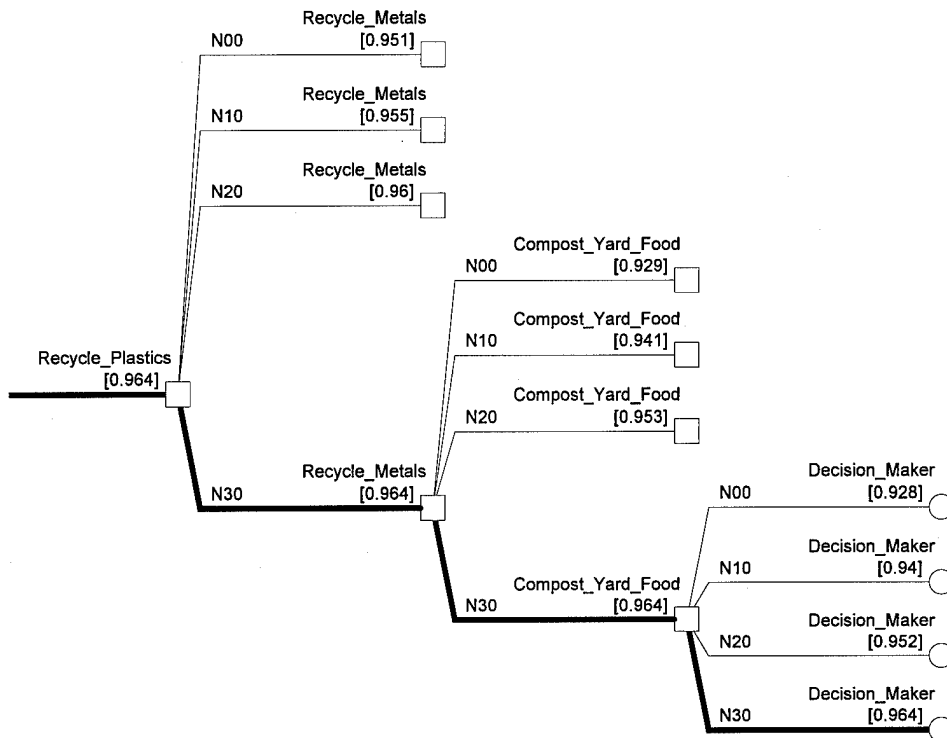 Recycle_Metals
N00 [0.951]
Recycle_Metals
N10 [0.955]
Recycle_Metals
N20 [0.96]
Compost_Yard_Food
N00 [0.929]
Compost_Yard_Food
N10 [0.941]
Recycle_Plastics
[0.964]
Compost_Yard_Food
N20 [0.953]
Recycle_Metals
N30 [0.964]
Decision_Maker
N00 [0.928]
Decision_Maker
N10 [0.94]
Compost_Yard_Food
N30 [0.964]
Decision_Maker
N20 [0.952]
Decision_Maker
N30 [0.964]